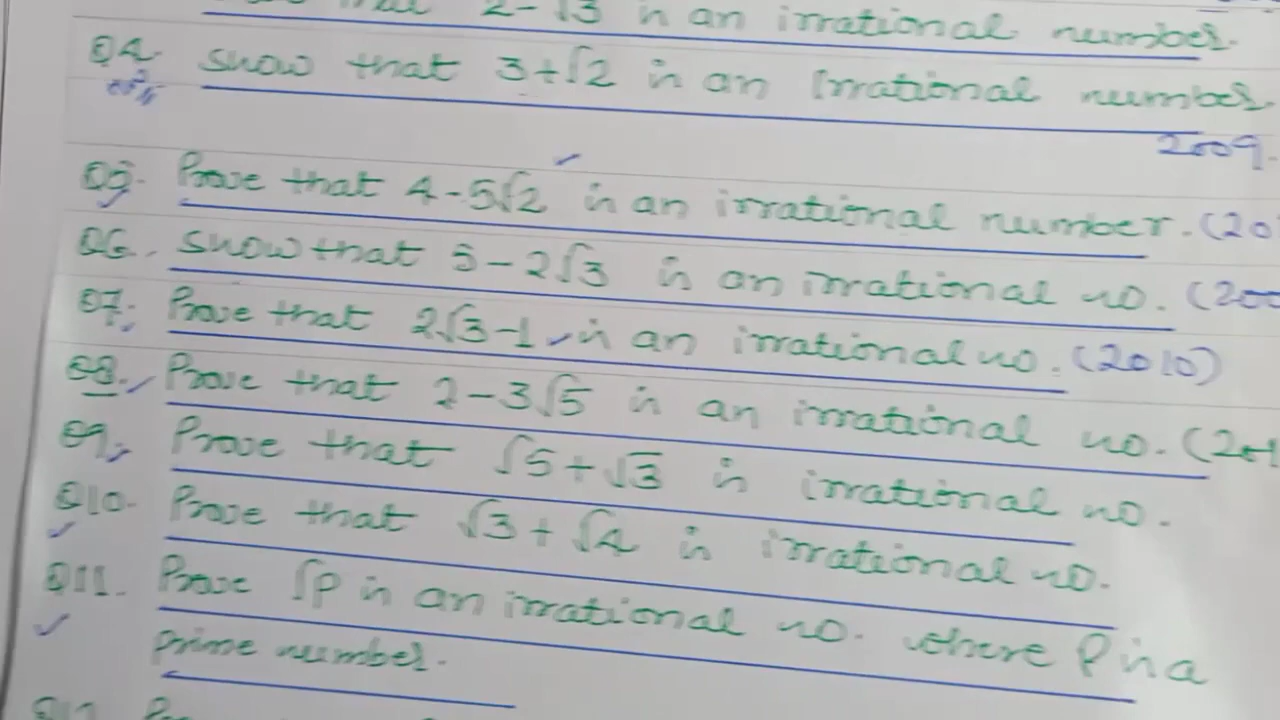 2-√3 is an irrational number.
Q4. Show that 3+√2 is an Irrational number.
2009.
Q5. Prove that 4-5√2 is an irrational number. (20
Q6. Show that 5-2√3 is an irrational no. (200
Q7. Prove that 2√3-1 is an irrational no. (2010)
Q8. Prove that 2-3√5 is an irrational no. (201
Q9. Prove that √5+√3 is irrational no.
Q10. Prove that √3+√4 is irrational no.
Q11. Prove √p is an irrational no. where P is a
prime number.